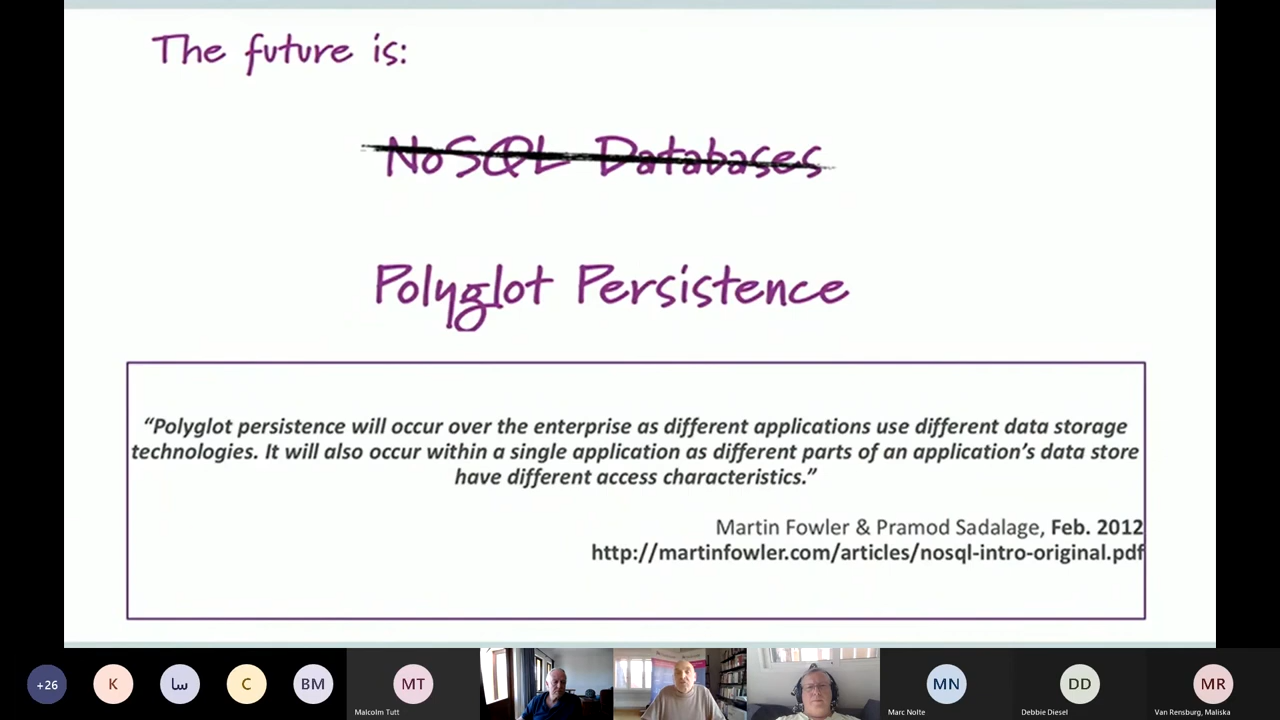 The future is:
NoSQL Databases
Polyglot Persistence
“Polyglot persistence will occur over the enterprise as different applications use different data storage
technologies. It will also occur within a single application as different parts of an application’s data store
have different access characteristics.”
Martin Fowler & Pramod Sadalage, Feb. 2012
http://martinfowler.com/articles/nosql-intro-original.pdf
+26
K
سا
C
BM
MT
MN
DD
MR
Malcolm Tutt
Marc Nolte
Debbie Diesel
Van Rensburg, Maliska